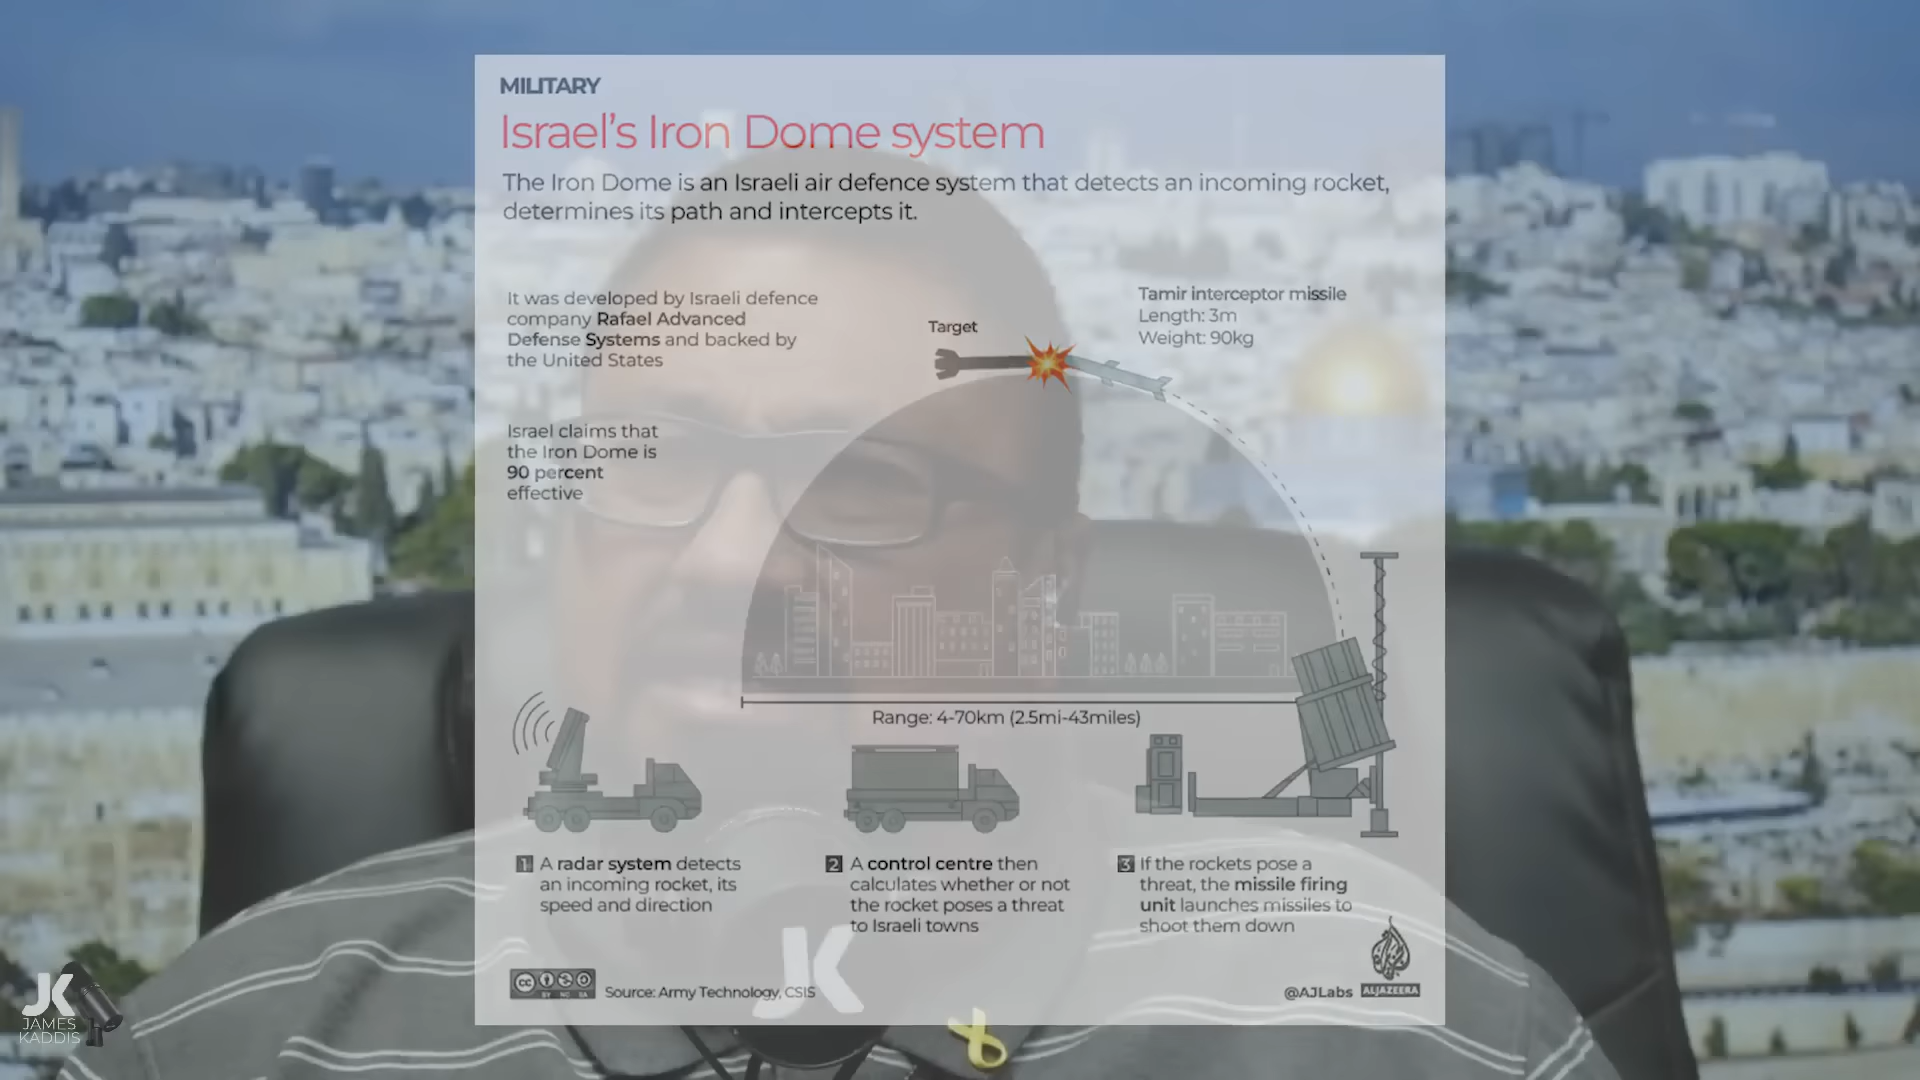 MILITARY
Israel's Iron Dome system
The Iron Dome is an Israeli air defence system that detects an incoming rocket,
determines its path and intercepts it.
It was developed by Israeli defence
company Rafael Advanced
Defense Systems and backed by
the United States
Target
Tamir interceptor missile
Length: 3m
Weight: 90kg
Israel claims that
the Iron Dome is
90 percent
effective
Range: 4-70km (2.5mi-43miles)
1 A radar system detects
an incoming rocket, its
speed and direction
2 A control centre then
calculates whether or not
the rocket poses a threat
to Israeli towns
3 If the rockets pose a
threat, the missile firing
unit launches missiles to
shoot them down
cc
BY NC SA
Source: Army Technology, CSIS
@AJLabs ALJAZEERA
JK
JK
JAMES
KADDIS